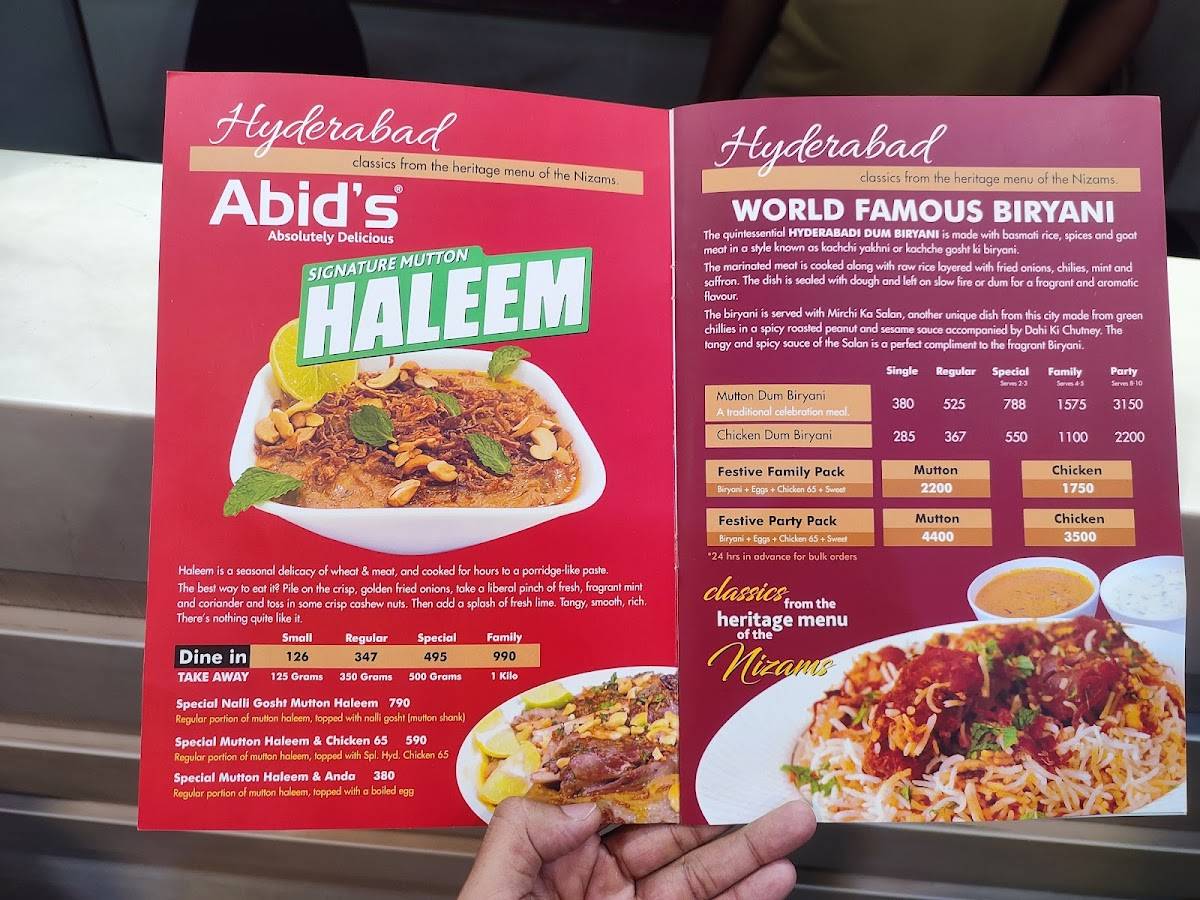 Hyderabad
classics from the heritage menu of the Nizams.
Abid's®
Absolutely Delicious
SIGNATURE MUTTON
HALEEM
Haleem is a seasonal delicacy of wheat & meat, and cooked for hours to a porridge-like paste.
The best way to eat it? Pile on the crisp, golden fried onions, take a liberal pinch of fresh, fragrant mint
and coriander and toss in some crisp cashew nuts. Then add a splash of fresh lime. Tangy, smooth, rich.
There's nothing quite like it.
Small Regular Special Family
Dine in 126 347 495 990
TAKE AWAY 125 Grams 350 Grams 500 Grams 1 Kilo
Special Nalli Gosht Mutton Haleem 790
Regular portion of mutton haleem, topped with nalli gosht (mutton shank)
Special Mutton Haleem & Chicken 65 590
Regular portion of mutton haleem, topped with Spl. Hyd. Chicken 65
Special Mutton Haleem & Anda 380
Regular portion of mutton haleem, topped with a boiled egg
Hyderabad
classics from the heritage menu of the Nizams.
WORLD FAMOUS BIRYANI
The quintessential HYDERABADI DUM BIRYANI is made with basmati rice, spices and goat
meat in a style known as kachchi yakhni or kachche gosht ki biryani.
The marinated meat is cooked along with raw rice layered with fried onions, chilies, mint and
saffron. The dish is sealed with dough and left on slow fire or dum for a fragrant and aromatic
flavour.
The biryani is served with Mirchi Ka Salan, another unique dish from this city made from green
chillies in a spicy roasted peanut and sesame sauce accompanied by Dahi Ki Chutney. The
tangy and spicy sauce of the Salan is a perfect compliment to the fragrant Biryani.
Single Regular Special Family Party
Serves 2-3 Serves 4-5 Serves 8-10
Mutton Dum Biryani 380 525 788 1575 3150
A traditional celebration meal.
Chicken Dum Biryani 285 367 550 1100 2200
Festive Family Pack Mutton Chicken
Biryani + Eggs + Chicken 65 + Sweet 2200 1750
Festive Party Pack Mutton Chicken
Biryani + Eggs + Chicken 65 + Sweet 4400 3500
*24 hrs in advance for bulk orders
classics from the
heritage menu
of the
Nizams